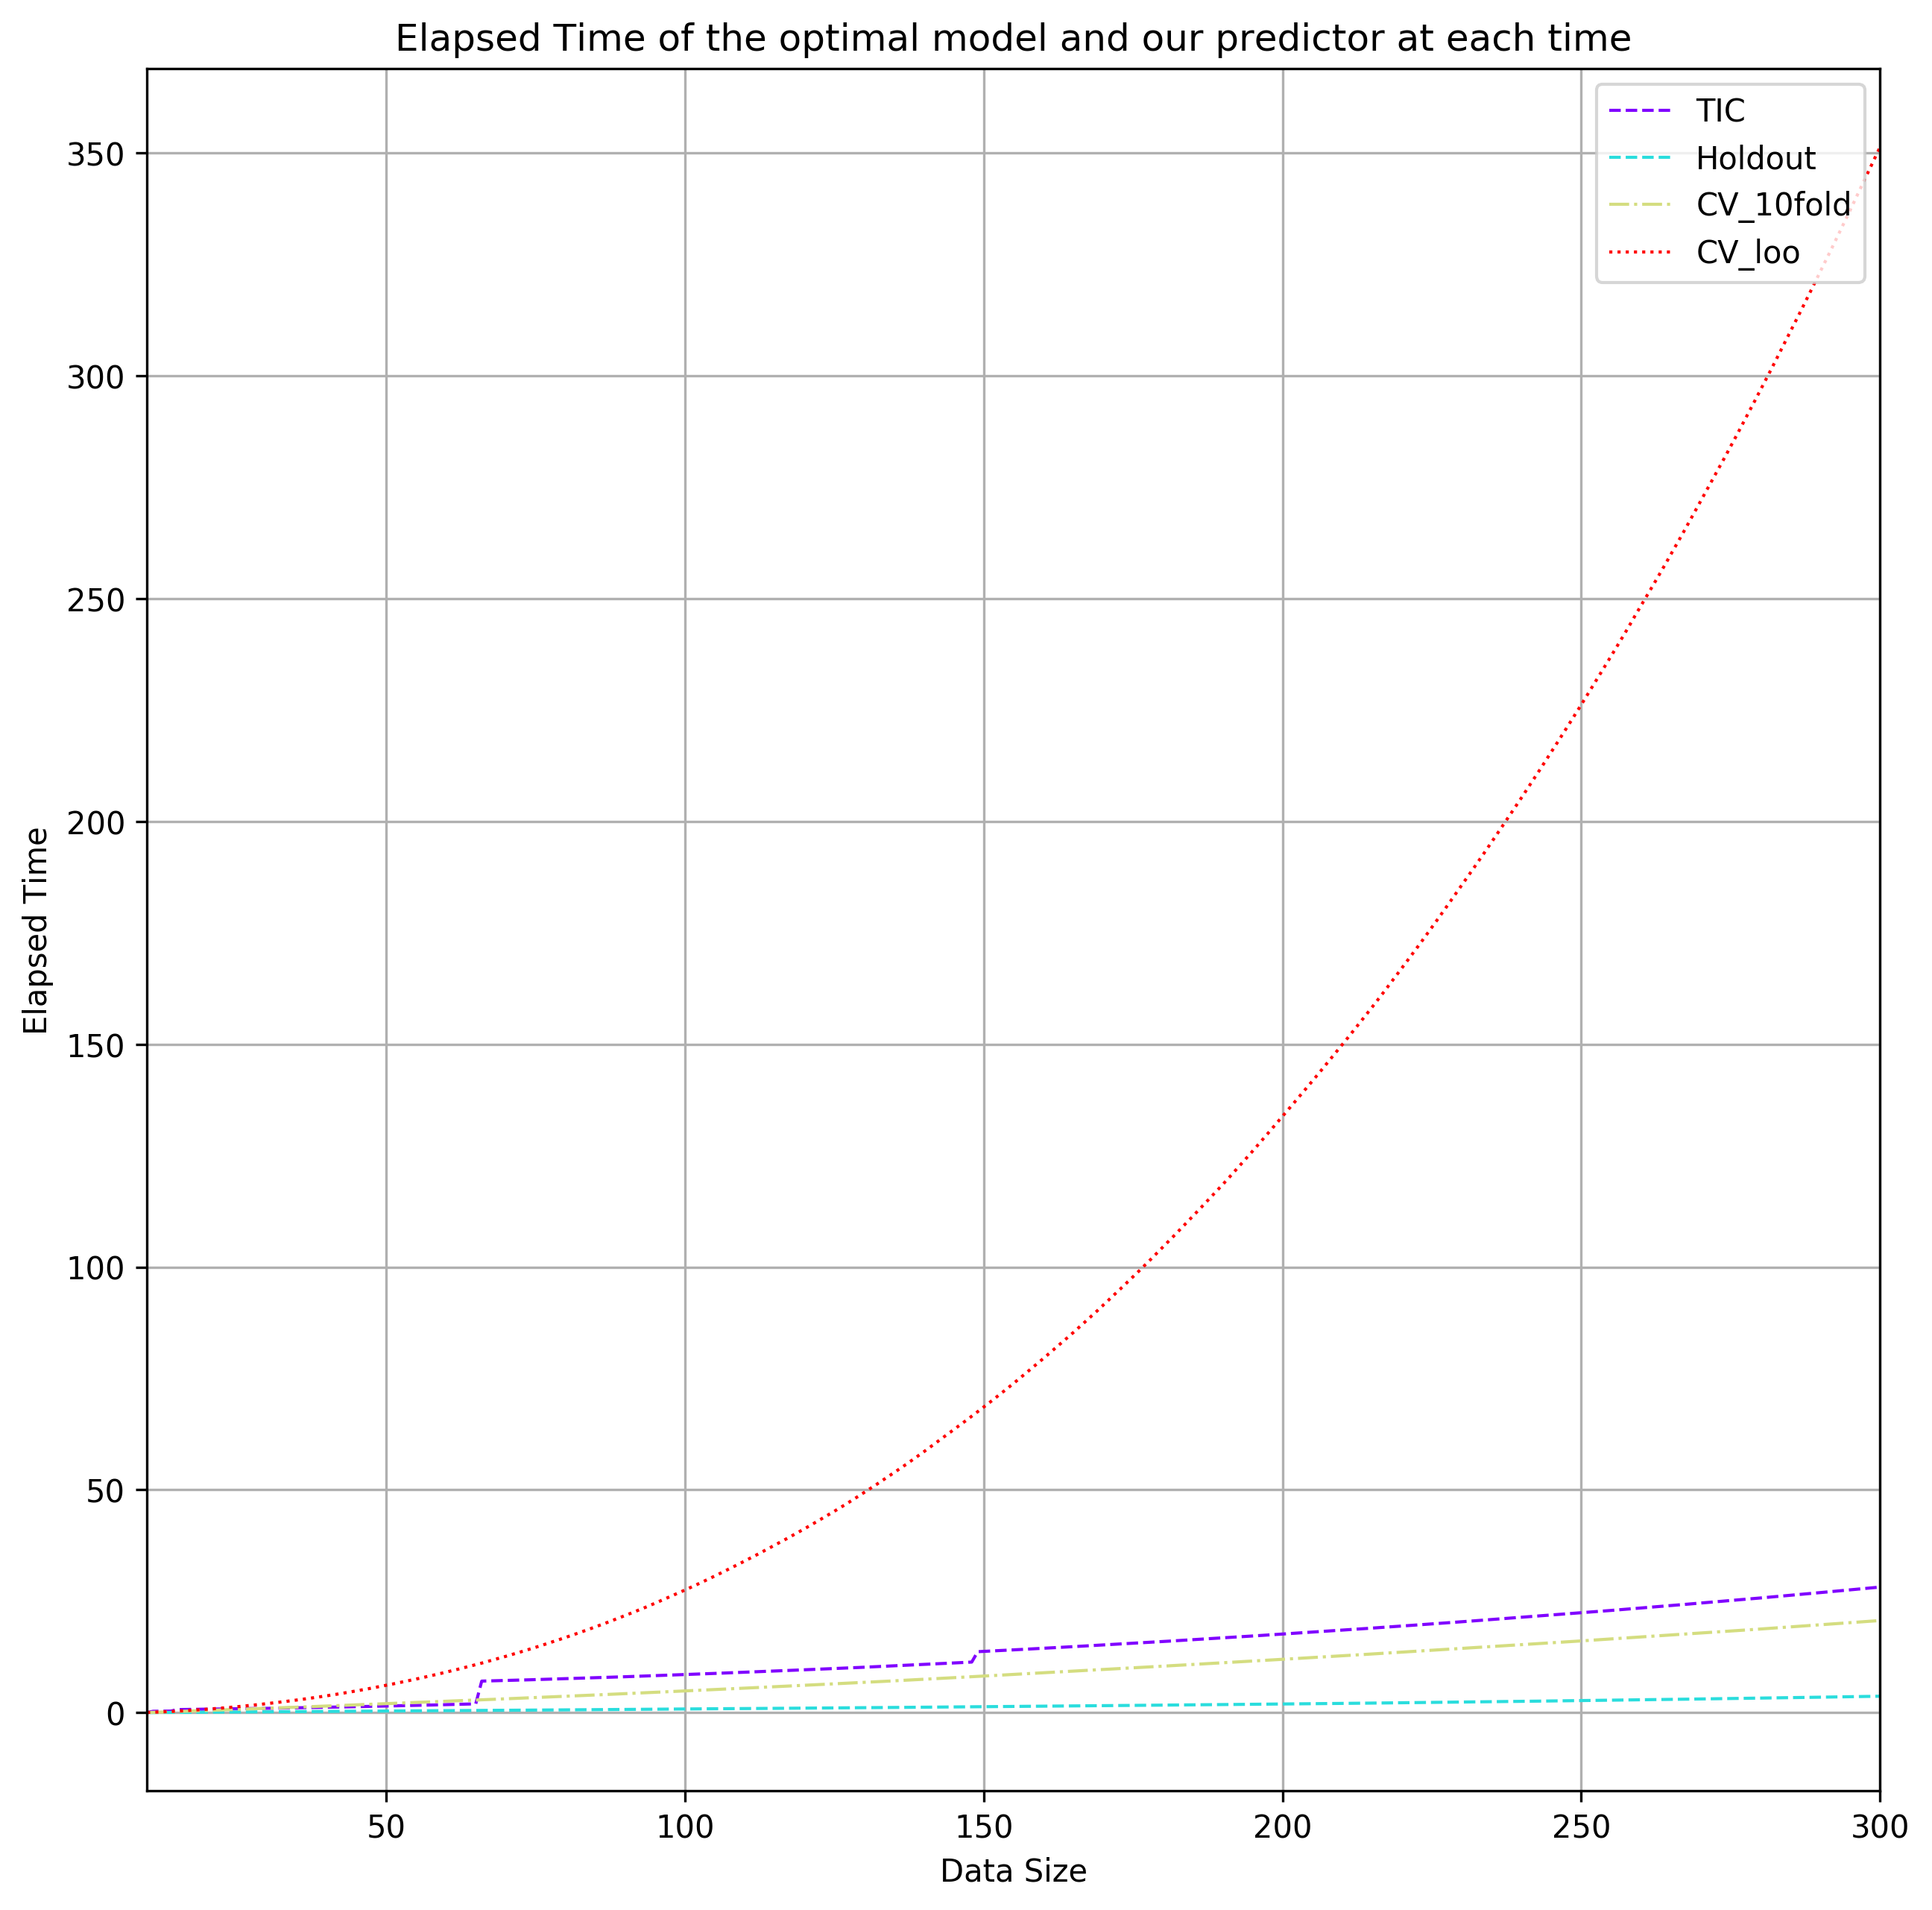 Elapsed Time of the optimal model and our predictor at each time
TIC
Holdout
CV_10fold
CV_loo
350
300
250
200
150
100
50
0
Elapsed Time
50 100 150 200 250 300
Data Size